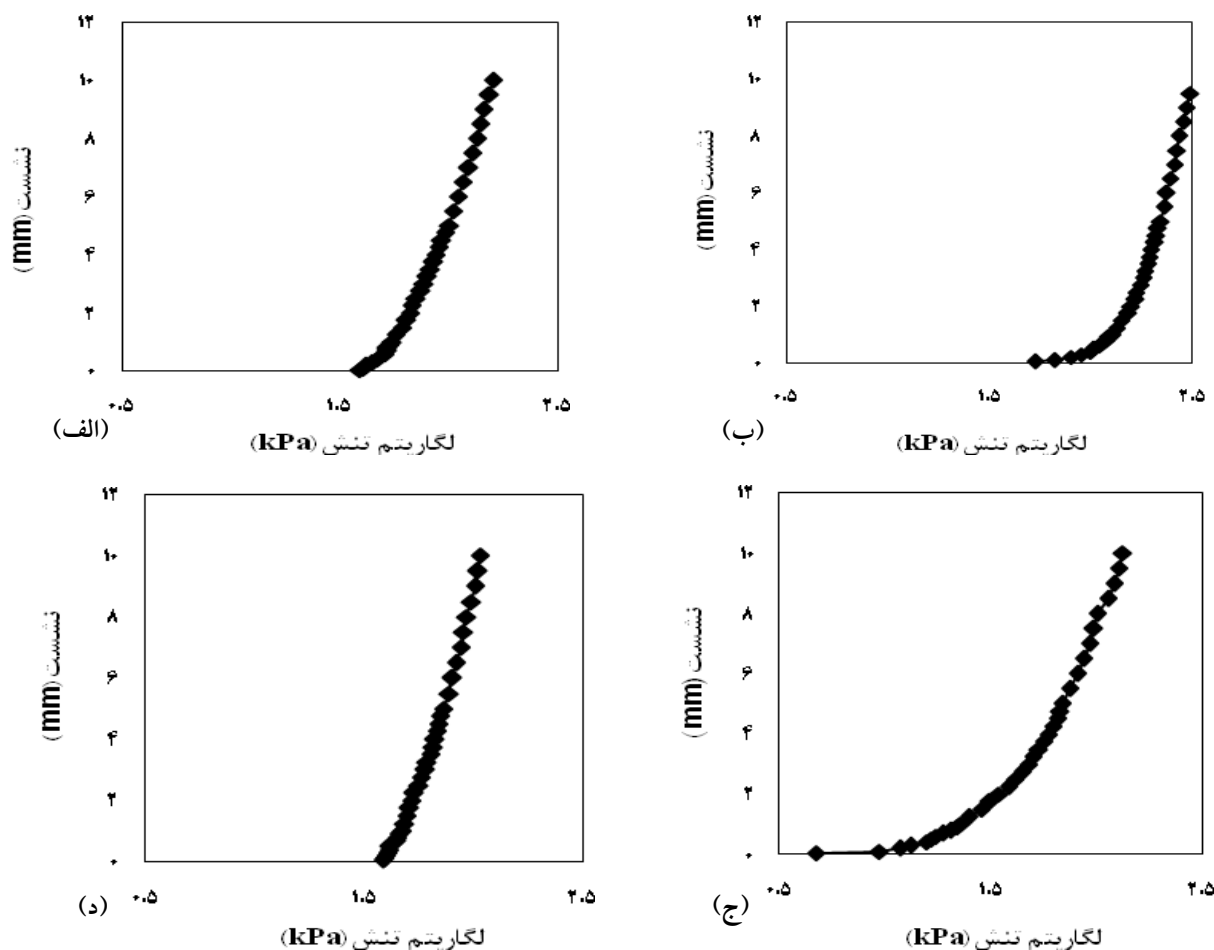 ۱۲
۱۰
۸
۶
۴
۲
۰
نشست (mm)
۰.۵ ۱.۵ ۲.۵
لگاریتم تنش (kPa)
(الف)
۱۲
۱۰
۸
۶
۴
۲
۰
نشست (mm)
۰.۵ ۱.۵ ۲.۵
لگاریتم تنش (kPa)
(ب)
۱۲
۱۰
۸
۶
۴
۲
۰
نشست (mm)
۰.۵ ۱.۵ ۲.۵
لگاریتم تنش (kPa)
(د)
۱۲
۱۰
۸
۶
۴
۲
۰
نشست (mm)
۰.۵ ۱.۵ ۲.۵
لگاریتم تنش (kPa)
(ج)